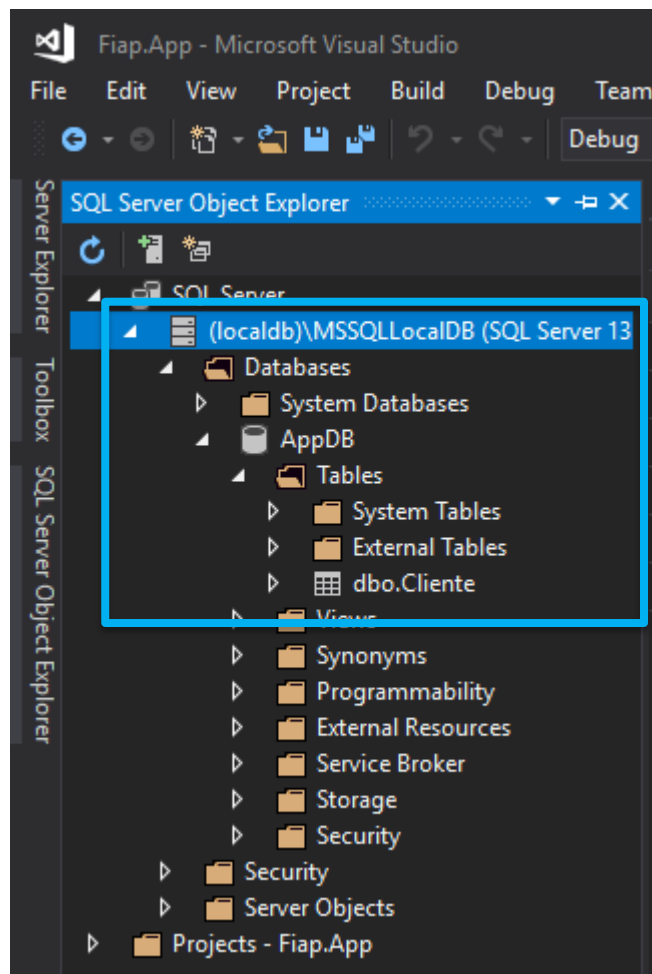 Fiap.App - Microsoft Visual Studio
File Edit View Project Build Debug Team
Debug
Server Explorer
Toolbox
SQL Server Object Explorer
SQL Server Object Explorer
SQL Server
(localdb)\MSSQLLocalDB (SQL Server 13
Databases
System Databases
AppDB
Tables
System Tables
External Tables
dbo.Cliente
Views
Synonyms
Programmability
External Resources
Service Broker
Storage
Security
Security
Server Objects
Projects - Fiap.App